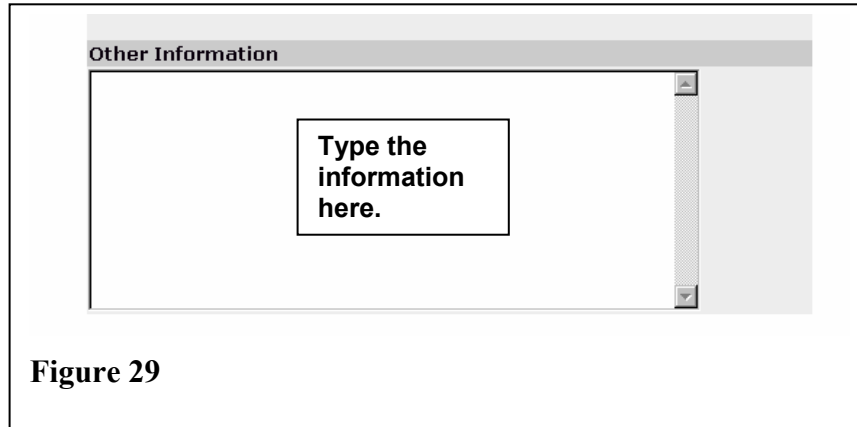 Other Information
Type the
information
here.
Figure 29